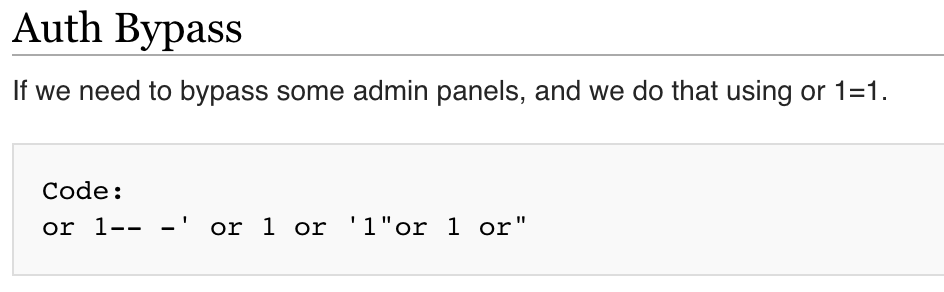 Auth Bypass
If we need to bypass some admin panels, and we do that using or 1=1.
Code:
or 1-- -' or 1 or '1"or 1 or"